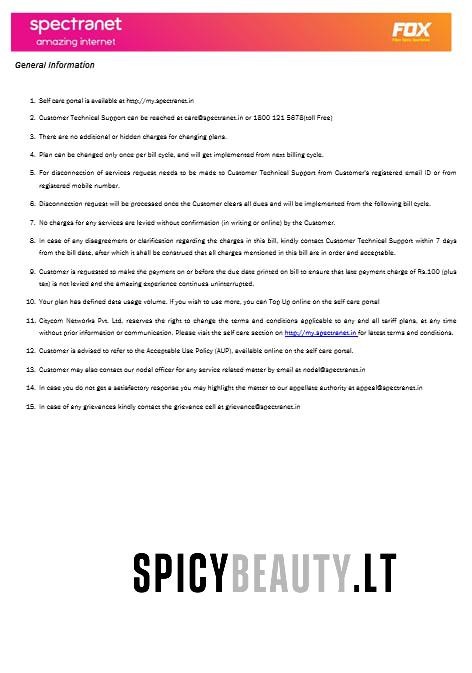 spectranet
amazing internet
FOX
General Information
1. Self care portal is available at http://my.spectranet.in
2. Customer Technical Support can be reached at care@spectranet.in or 1800 121 5678(toll Free)
3. There are no additional or hidden charges for changing plans.
4. Plan can be changed only once per bill cycle, and will get implemented from next billing cycle.
5. For disconnection of services request needs to be made to Customer Technical Support from Customer's registered email ID or from
registered mobile number.
6. Disconnection request will be processed once the Customer clears all dues and will be implemented from the following bill cycle.
7. No charges for any services are levied without confirmation (in writing or online) by the Customer.
8. In case of any disagreement or clarification regarding the charges in this bill, kindly contact Customer Technical Support within 7 days
from the bill date, after which it shall be construed that all charges mentioned in this bill are in order and acceptable.
9. Customer is requested to make the payment on or before the due date printed on bill to ensure that late payment charge of Rs.100 (plus
tax) is not levied and the amazing experience continues uninterrupted.
10. Your plan has defined data usage volume. If you wish to use more, you can Top Up online on the self care portal
11. Citycom Networks Pvt. Ltd. reserves the right to change the terms and conditions applicable to any and all tariff plans, at any time
without prior information or communication. Please visit the self care section on http://my.spectranet.in for latest terms and conditions.
12. Customer is advised to refer to the Acceptable Use Policy (AUP), available online on the self care portal.
13. Customer may also contact our nodel officer for any service related matter by email at nodel@spectranet.in
14. In case you do not get a satisfactory response you may highlight the matter to our appellate authority at appeal@spectranet.in
15. In case of any grievances kindly contact the grievance cell at grievance@spectranet.in
SPICYBEAUTY.LT